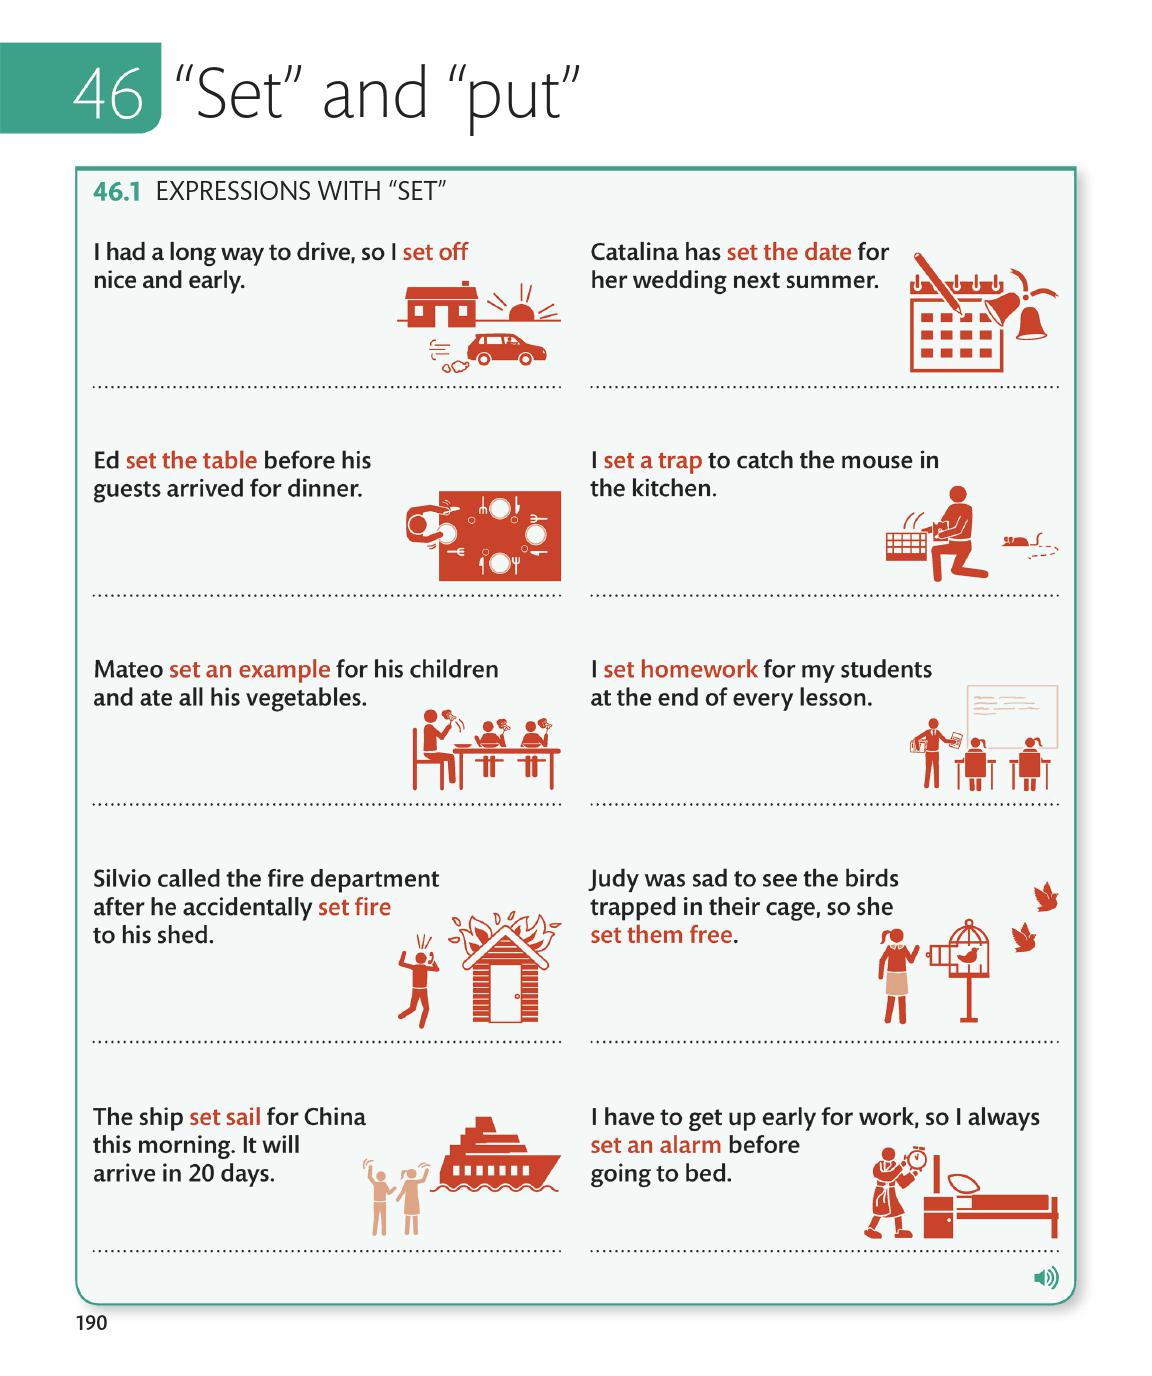 46 “Set” and “put”
46.1 EXPRESSIONS WITH “SET”
I had a long way to drive, so I set off
nice and early.
Catalina has set the date for
her wedding next summer.
Ed set the table before his
guests arrived for dinner.
I set a trap to catch the mouse in
the kitchen.
Mateo set an example for his children
and ate all his vegetables.
I set homework for my students
at the end of every lesson.
Silvio called the fire department
after he accidentally set fire
to his shed.
Judy was sad to see the birds
trapped in their cage, so she
set them free.
The ship set sail for China
this morning. It will
arrive in 20 days.
I have to get up early for work, so I always
set an alarm before
going to bed.
190